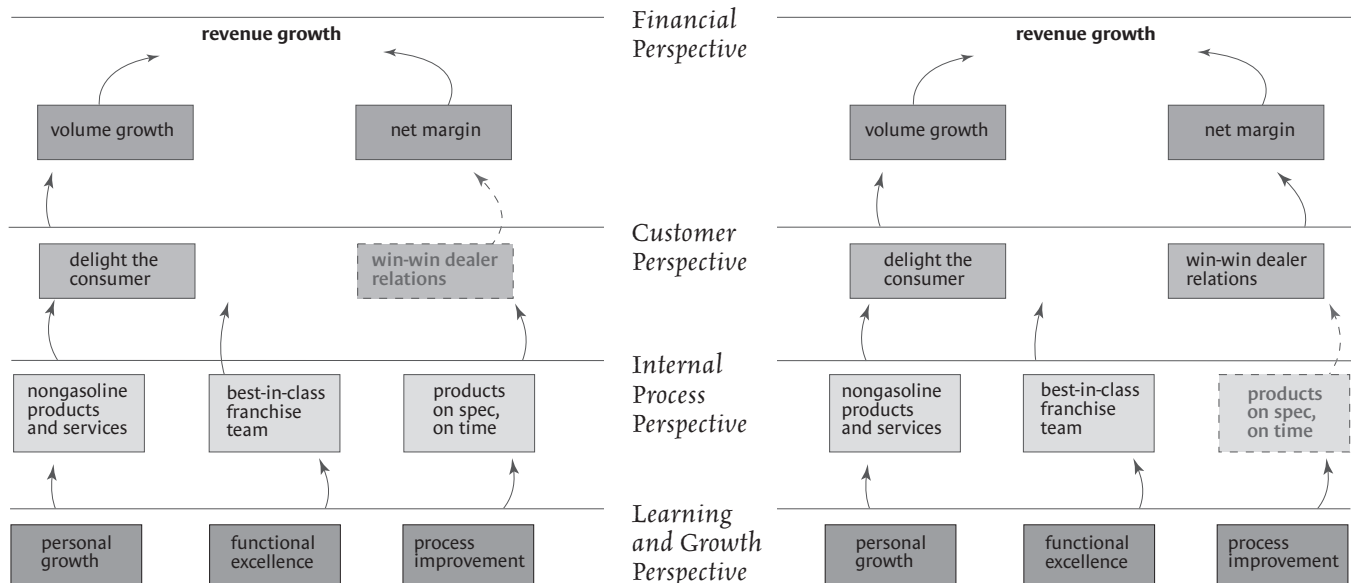 Financial
Perspective
revenue growth
volume growth
net margin
Customer
Perspective
delight the
consumer
win-win dealer
relations
Internal
Process
Perspective
nongasoline
products
and services
best-in-class
franchise
team
products
on spec,
on time
Learning
and Growth
Perspective
personal
growth
functional
excellence
process
improvement
revenue growth
volume growth
net margin
delight the
consumer
win-win dealer
relations
nongasoline
products
and services
best-in-class
franchise
team
products
on spec,
on time
personal
growth
functional
excellence
process
improvement